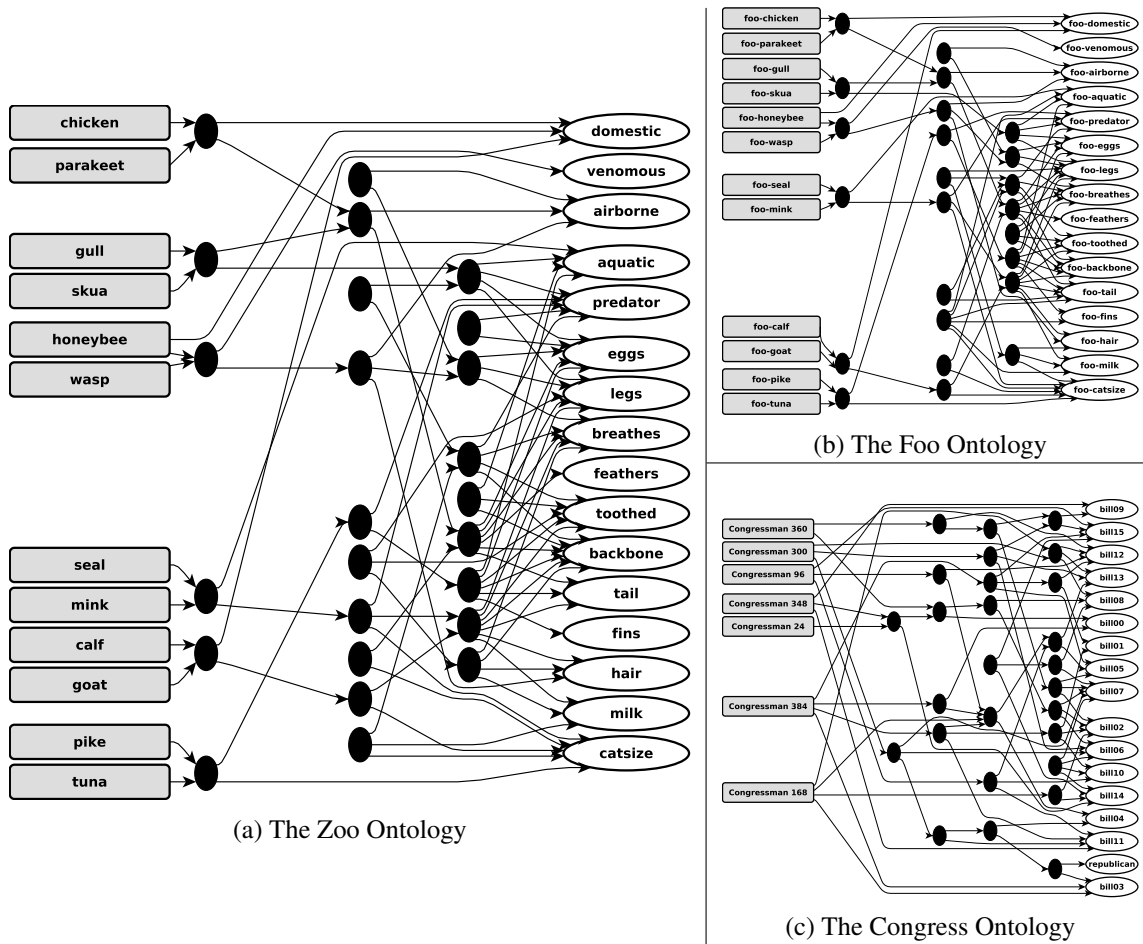 chicken
parakeet
gull
skua
honeybee
wasp
seal
mink
calf
goat
pike
tuna
domestic
venomous
airborne
aquatic
predator
eggs
legs
breathes
feathers
toothed
backbone
tail
fins
hair
milk
catsize
(a) The Zoo Ontology
foo-chicken
foo-parakeet
foo-gull
foo-skua
foo-honeybee
foo-wasp
foo-seal
foo-mink
foo-calf
foo-goat
foo-pike
foo-tuna
foo-domestic
foo-venomous
foo-airborne
foo-aquatic
foo-predator
foo-eggs
foo-legs
foo-breathes
foo-feathers
foo-toothed
foo-backbone
foo-tail
foo-fins
foo-hair
foo-milk
foo-catsize
(b) The Foo Ontology
Congressman 360
Congressman 300
Congressman 96
Congressman 348
Congressman 24
Congressman 384
Congressman 168
bill09
bill15
bill12
bill13
bill08
bill00
bill01
bill05
bill07
bill02
bill06
bill10
bill14
bill04
bill11
republican
bill03
(c) The Congress Ontology